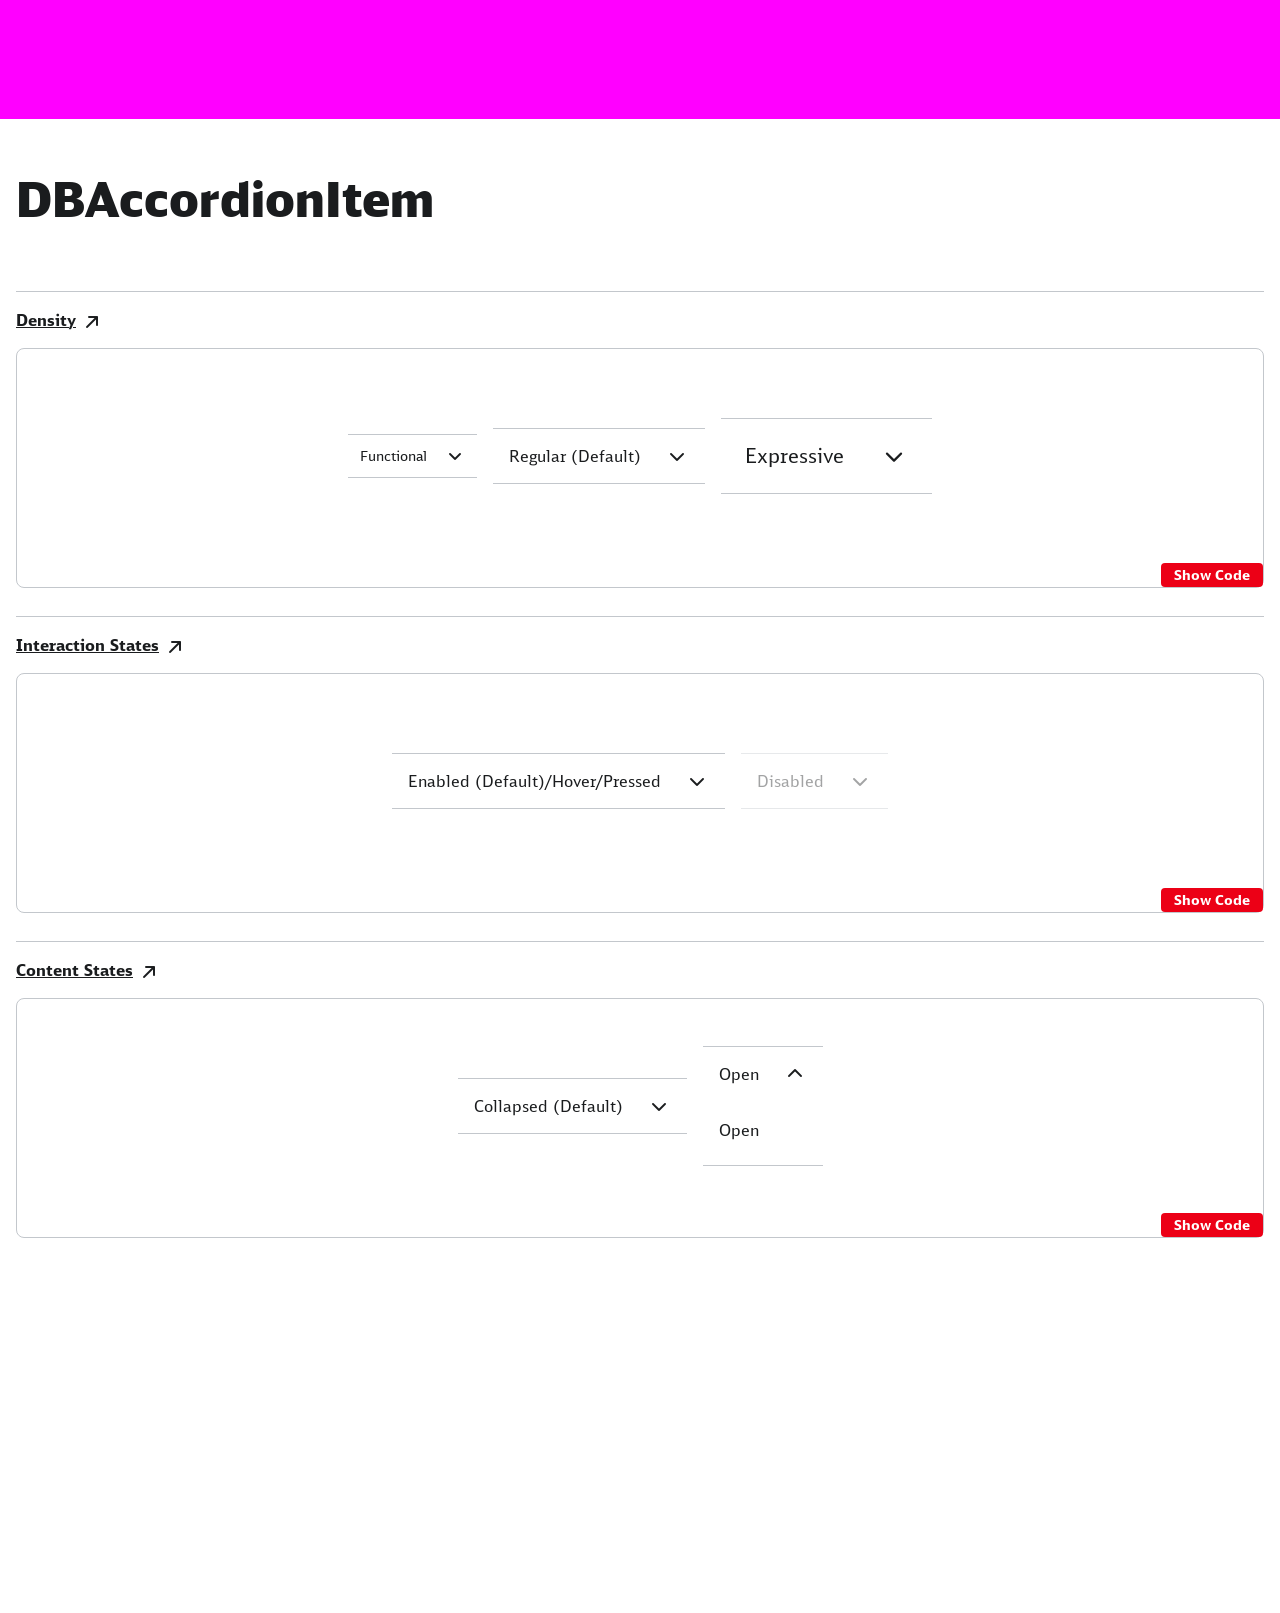 DBAccordionItem
Density
Functional
Regular (Default)
Expressive
Show Code
Interaction States
Enabled (Default)/Hover/Pressed
Disabled
Show Code
Content States
Collapsed (Default)
Open
Open
Show Code